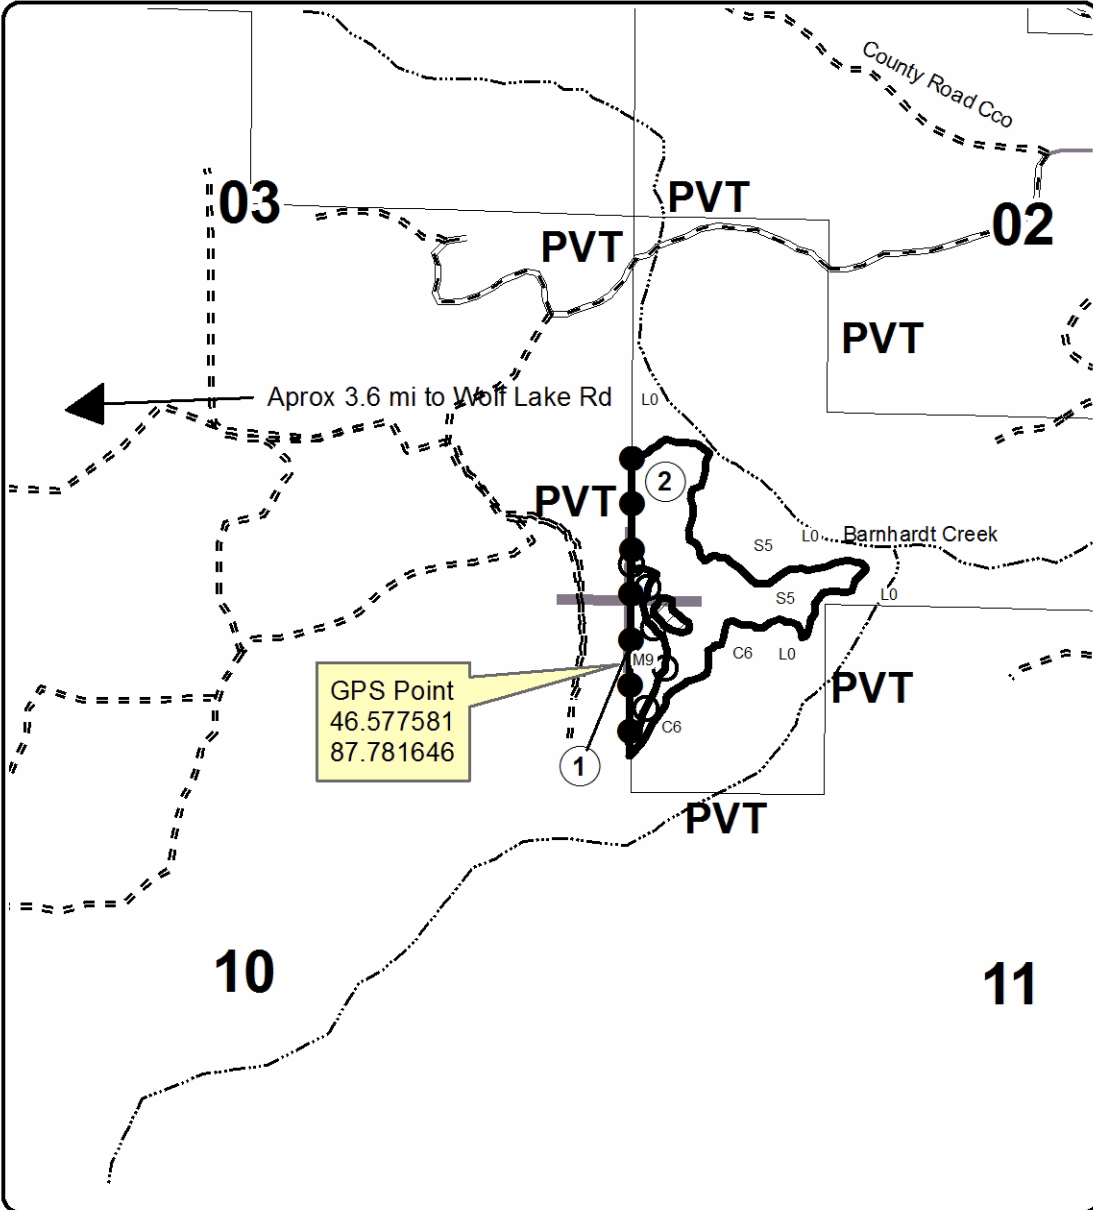 County Road Cco
03
PVT
02
PVT
PVT
Aprox 3.6 mi to Wolf Lake Rd
L0
2
PVT
S5
L0
Barnhardt Creek
S5
L0
M9
C6
L0
GPS Point
46.577581
87.781646
PVT
C6
1
PVT
10
11